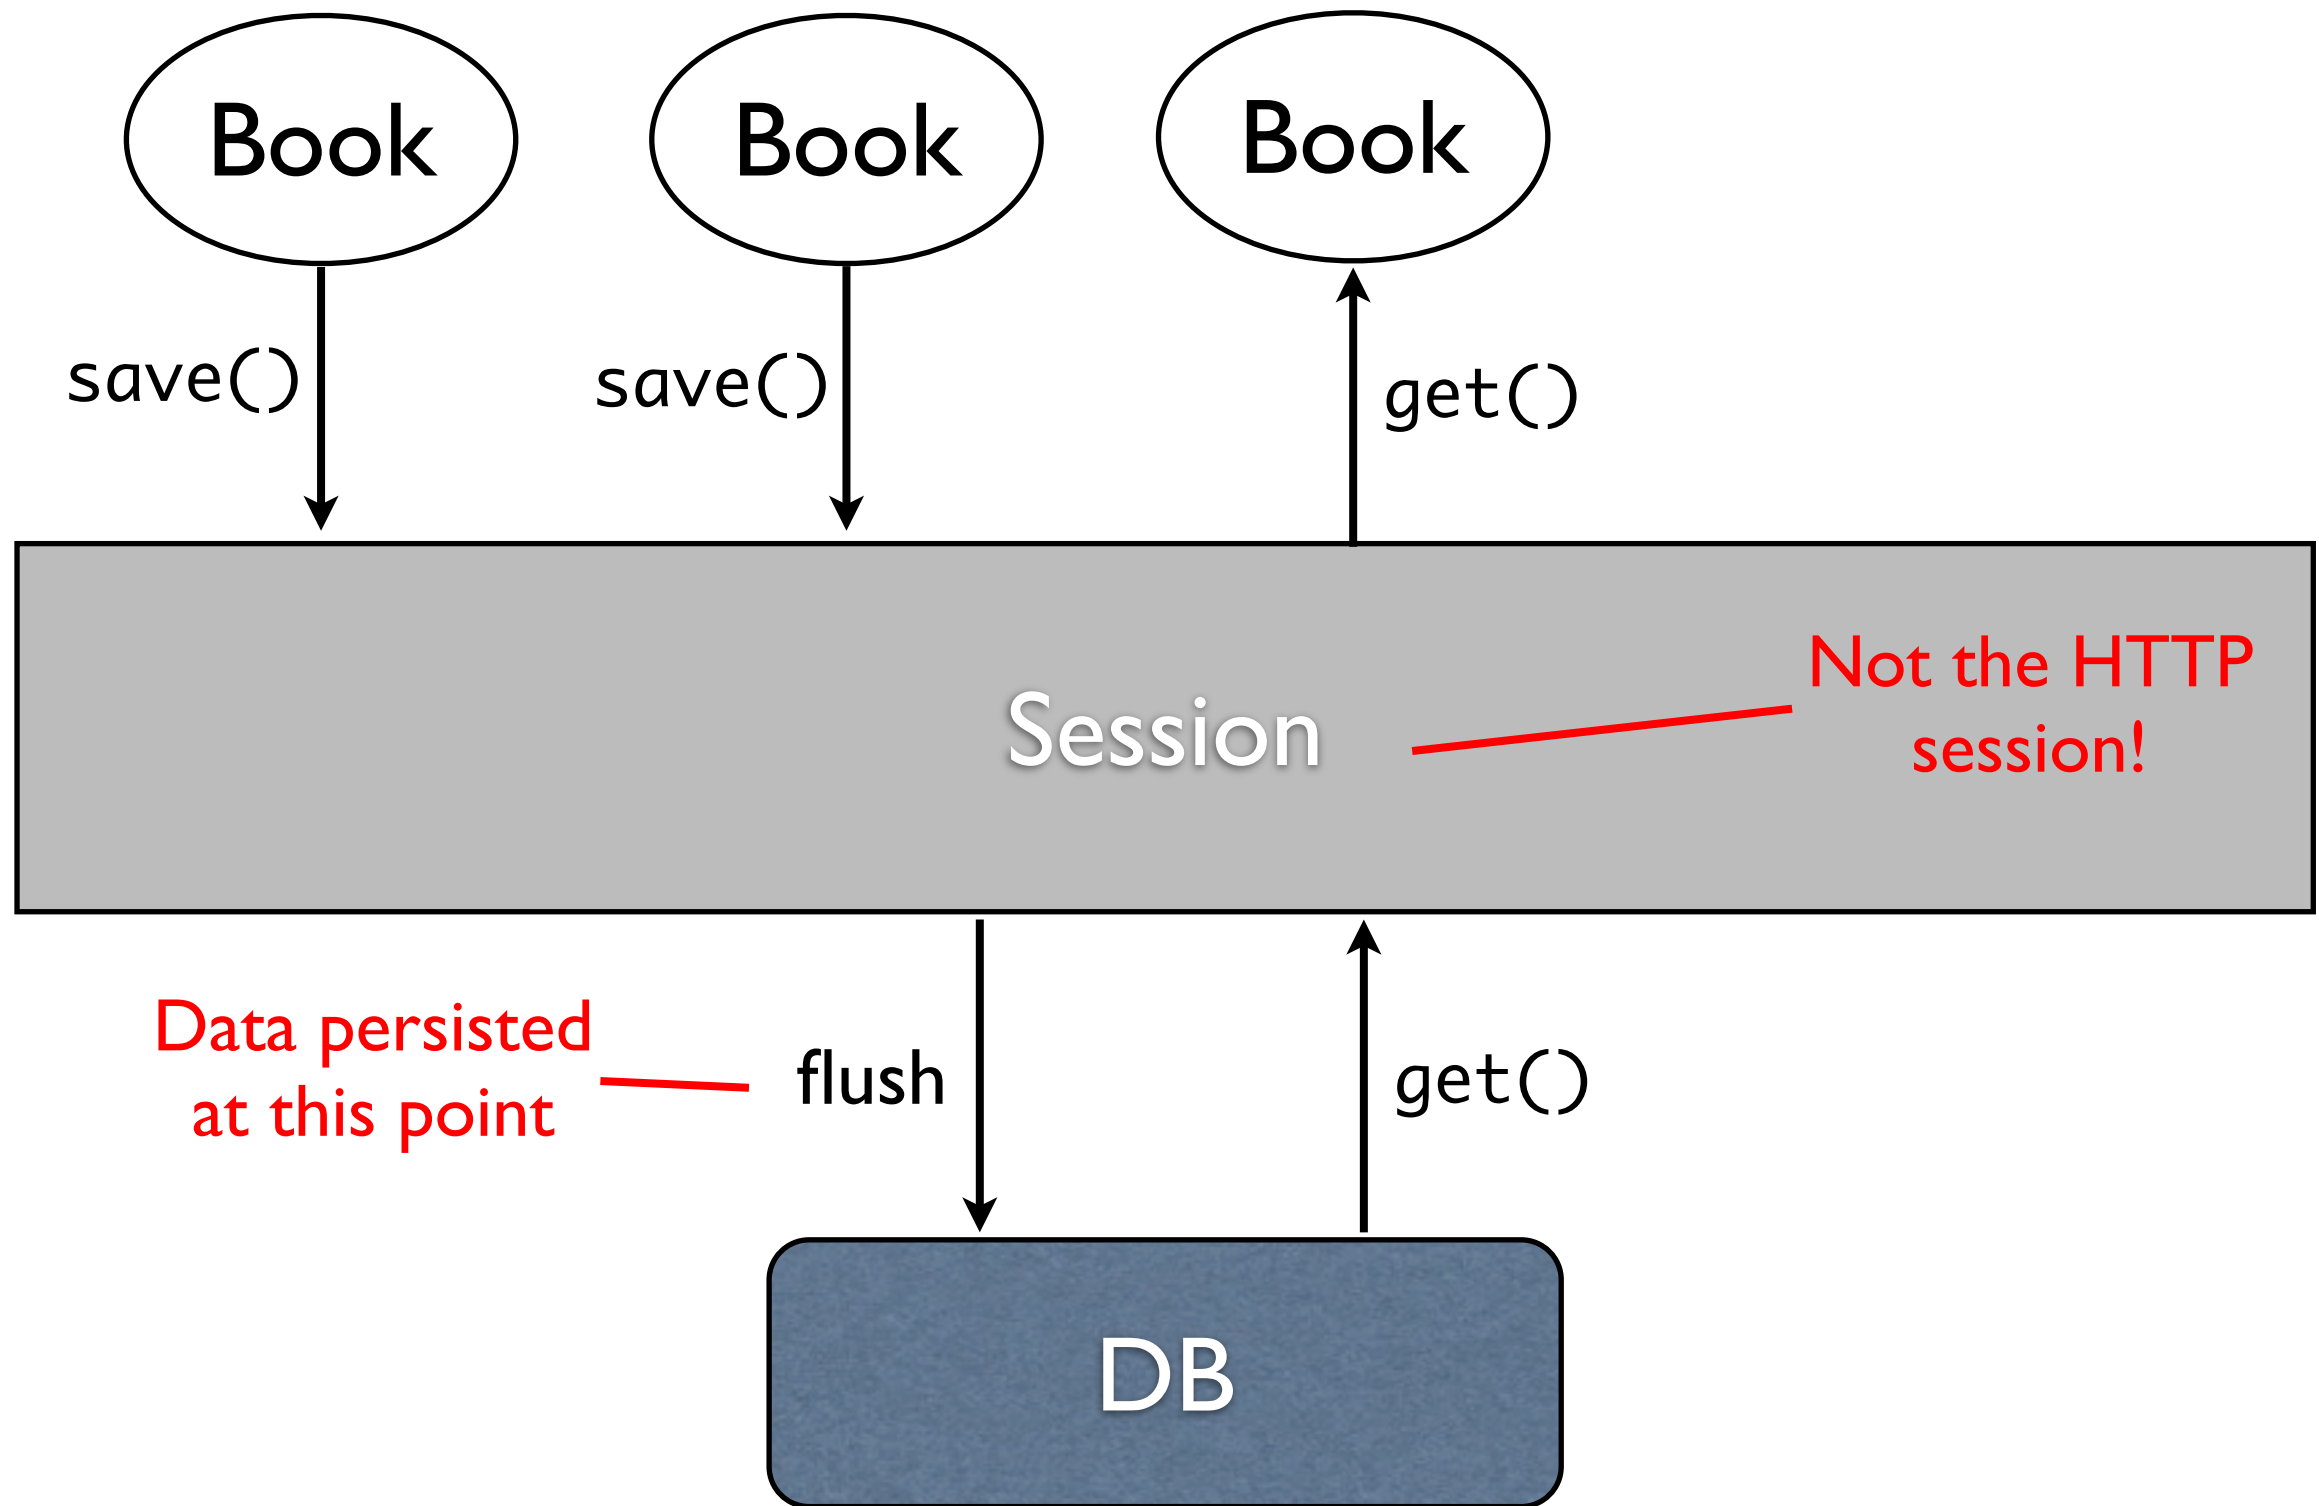 Book
Book
Book
save()
save()
get()
Session
Not the HTTP
session!
Data persisted
at this point
flush
get()
DB